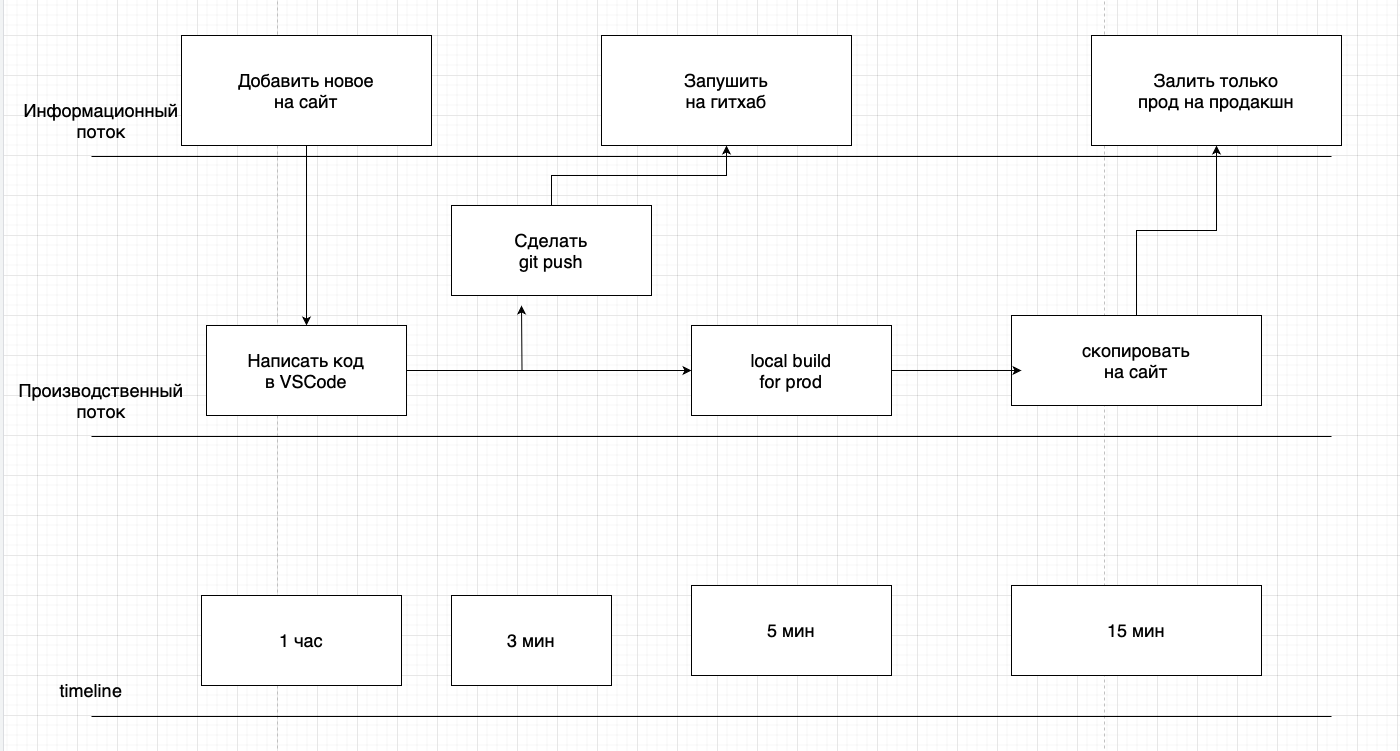 Добавить новое
на сайт
Запушить
на гитхаб
Залить только
прод на продакшн
Информационный
поток
Сделать
git push
Написать код
в VSCode
local build
for prod
скопировать
на сайт
Производственный
поток
1 час
3 мин
5 мин
15 мин
timeline